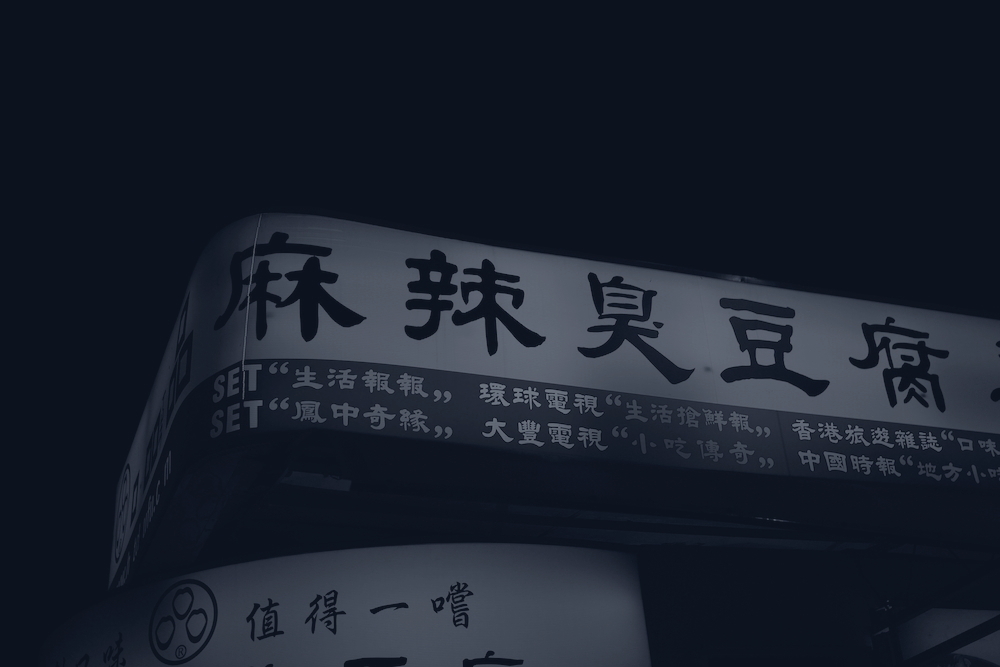 麻辣臭豆腐
SET“生活報報” 環球電視“生活搶鮮報” 香港旅遊雜誌“口味
SET“鳳中奇緣” 大豐電視“小吃傳奇” 中國時報“地方小吃
值得一嚐